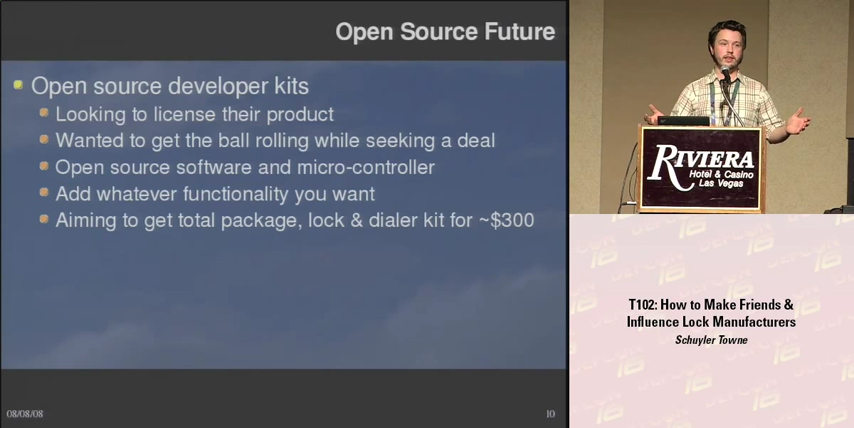 Open Source Future
Open source developer kits
Looking to license their product
Wanted to get the ball rolling while seeking a deal
Open source software and micro-controller
Add whatever functionality you want
Aiming to get total package, lock & dialer kit for ~$300
08/08/08
10
RIVIERA
Hotel & Casino
Las Vegas
T102: How to Make Friends &
Influence Lock Manufacturers
Schuyler Towne